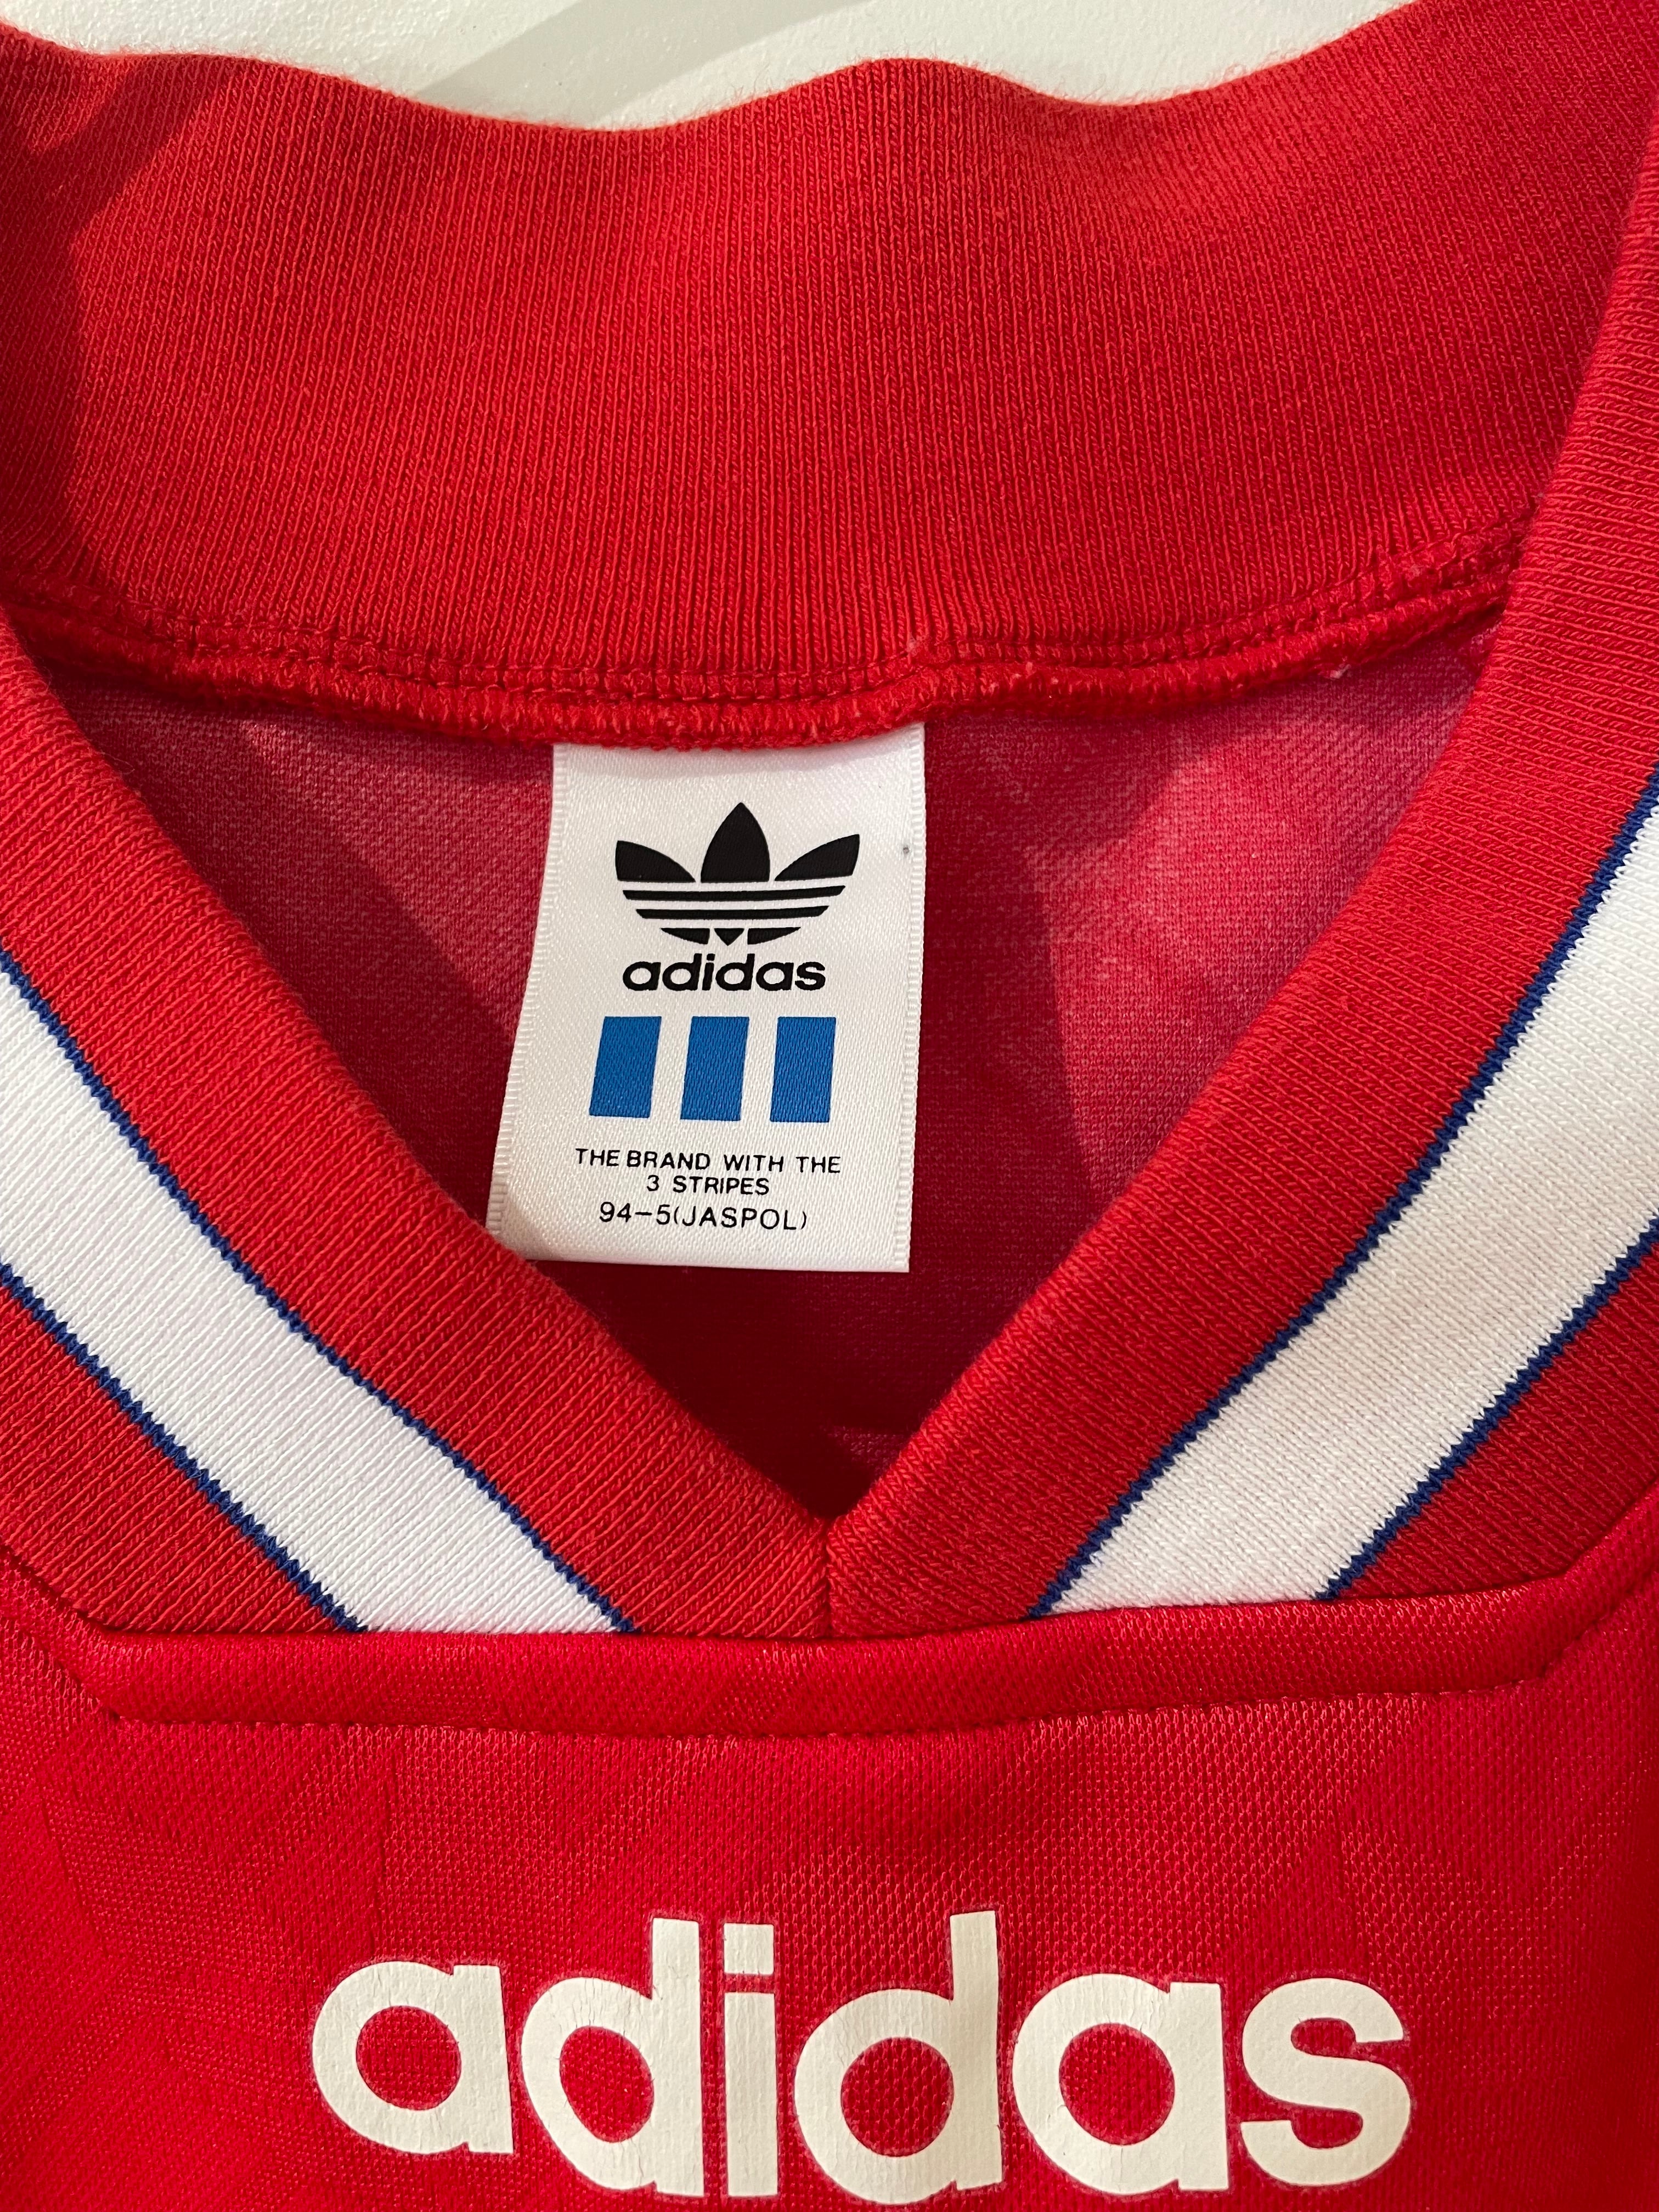 adidas
THE BRAND WITH THE
3 STRIPES
94-5(JASPOL)
adidas